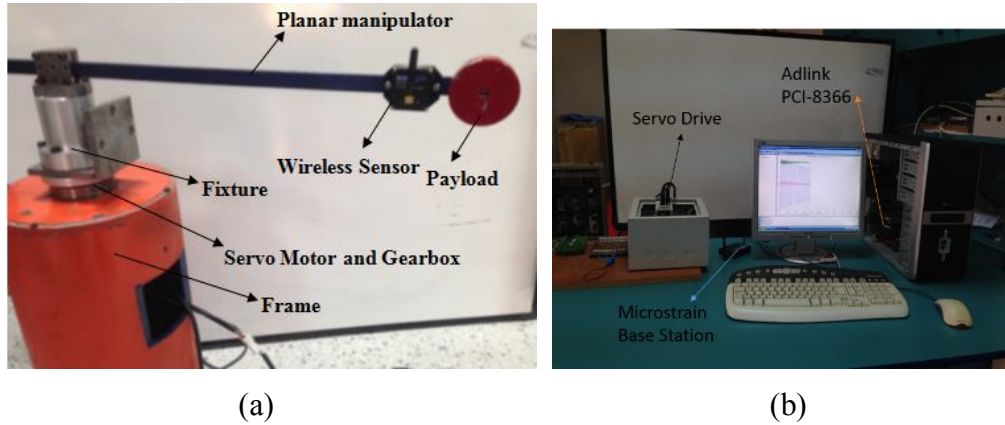 Planar manipulator
Wireless Sensor
Payload
Fixture
Servo Motor and Gearbox
Frame
(a)
Adlink
PCI-8366
Servo Drive
Microstrain
Base Station
(b)